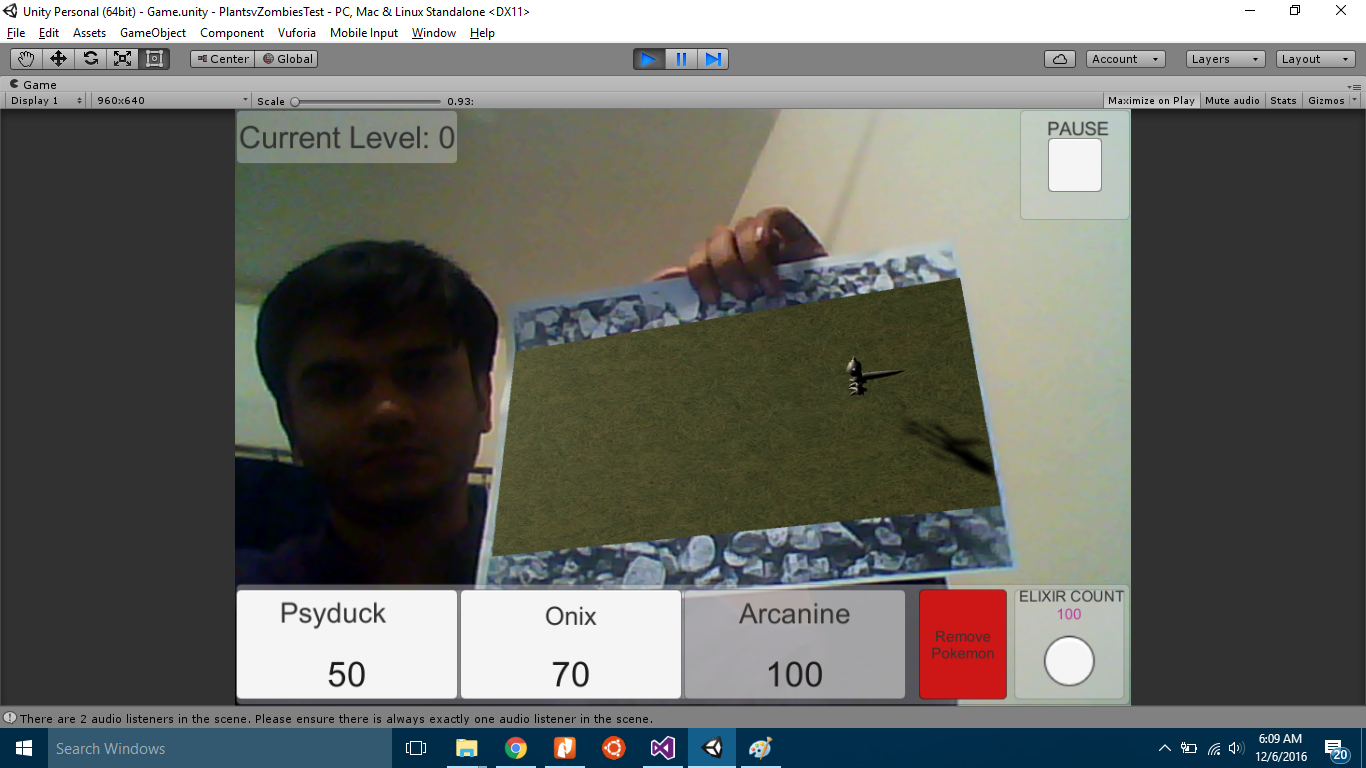 Unity Personal (64bit) - Game.unity - PlantsvZombiesTest - PC, Mac & Linux Standalone <DX11>
File Edit Assets GameObject Component Vuforia Mobile Input Window Help
Center Global Account Layers Layout
Game
Display 1 960x640 Scale 0.93: Maximize on Play Mute audio Stats Gizmos
Current Level: 0
PAUSE
Psyduck
50
Onix
70
Arcanine
100
Remove
Pokemon
ELIXIR COUNT
100
There are 2 audio listeners in the scene. Please ensure there is always exactly one audio listener in the scene.
Search Windows
6:09 AM
12/6/2016
20